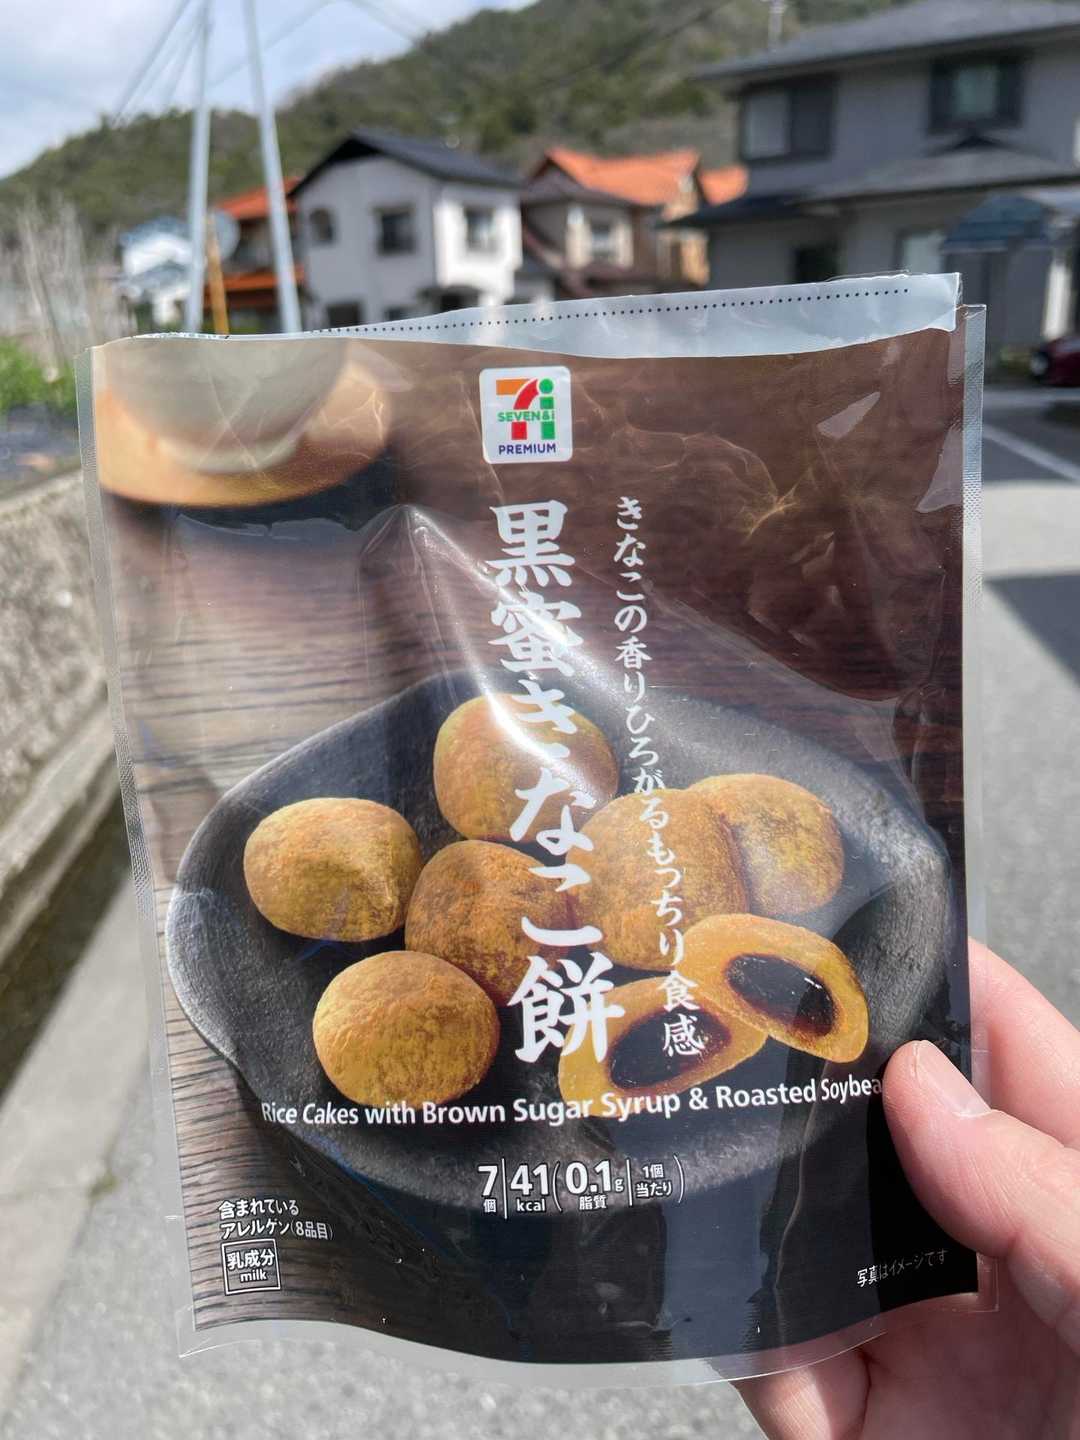 SEVEN&i
PREMIUM
黒蜜きなこ餅
きなこの香りひろがるもっちり食感
Rice Cakes with Brown Sugar Syrup & Roasted
7個 41kcal (0.1g 脂質 1個当たり)
含まれている
アレルゲン(8品目)
乳成分
milk
写真はイメージです